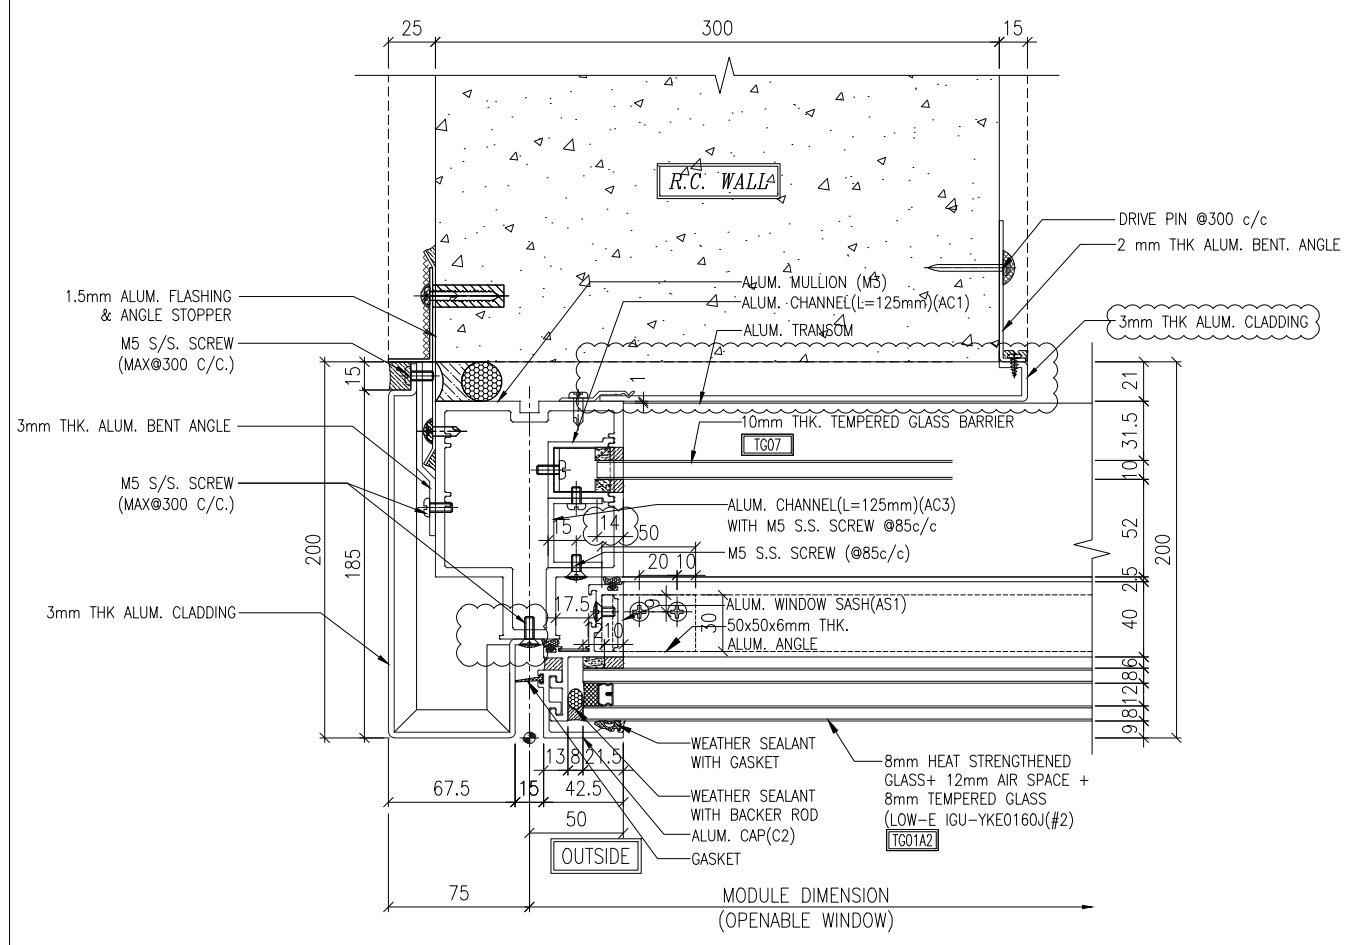 25
300
15
R.C. WALL
DRIVE PIN @300 c/c
2 mm THK ALUM. BENT. ANGLE
ALUM. MULLION (M3)
1.5mm ALUM. FLASHING
& ANGLE STOPPER
ALUM. CHANNEL(L=125mm)(AC1)
3mm THK ALUM. CLADDING
ALUM. TRANSOM
M5 S/S. SCREW
(MAX@300 C/C.)
15
1
21
3mm THK. ALUM. BENT ANGLE
10mm THK. TEMPERED GLASS BARRIER
TG07
31.5
10
M5 S/S. SCREW
(MAX@300 C/C.)
ALUM. CHANNEL(L=125mm)(AC3)
WITH M5 S.S. SCREW @85c/c
15
14
50
52
200
185
200
M5 S.S. SCREW (@85c/c)
20
10
2.5
3mm THK ALUM. CLADDING
17.5
9
ALUM. WINDOW SASH(AS1)
50x50x6mm THK.
ALUM. ANGLE
30
40
2
10
8
6
12
8
9
WEATHER SEALANT
WITH GASKET
13
8
21.5
8mm HEAT STRENGTHENED
GLASS+ 12mm AIR SPACE +
8mm TEMPERED GLASS
(LOW-E IGU-YKE0160J(#2)
TG01A2
67.5
15
42.5
WEATHER SEALANT
WITH BACKER ROD
50
ALUM. CAP(C2)
OUTSIDE
GASKET
75
MODULE DIMENSION
(OPENABLE WINDOW)